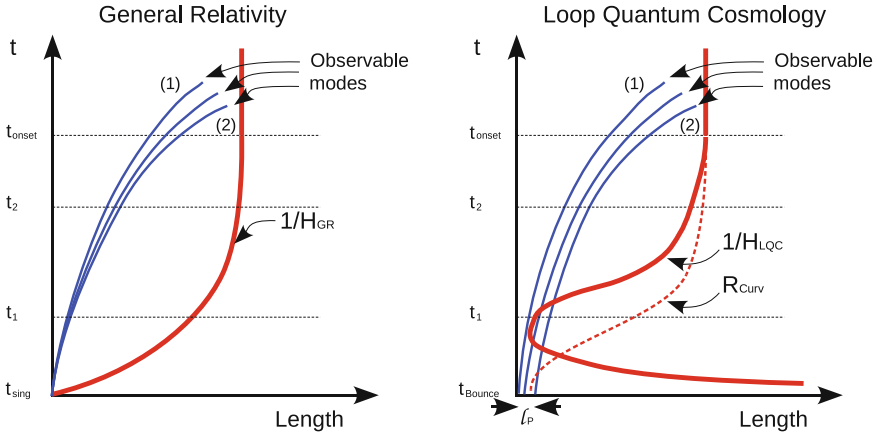 General Relativity
t
(1)
Observable
modes
(2)
tonset
t2
1/HGR
t1
tsing
Length
Loop Quantum Cosmology
t
(1)
Observable
modes
(2)
tonset
t2
1/HLQC
RCurv
t1
tBounce
ℓP
Length